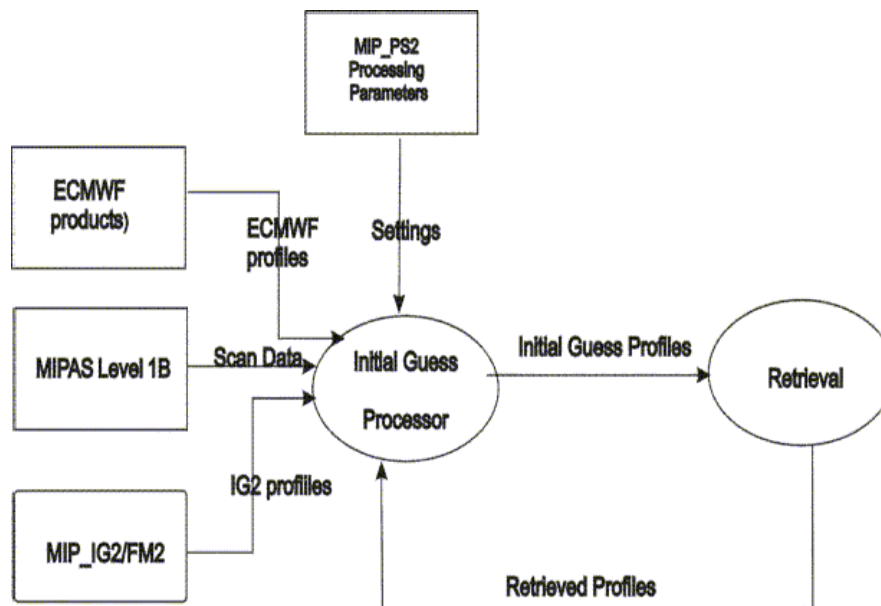 MIP_PS2
Processing
Parameters
ECMWF
products)
ECMWF
profiles
Settings
MIPAS Level 1B
Scan Data
Initial Guess
Processor
Initial Guess Profiles
Retrieval
IG2 profiiles
MIP_IG2/FM2
Retrieved Profiles